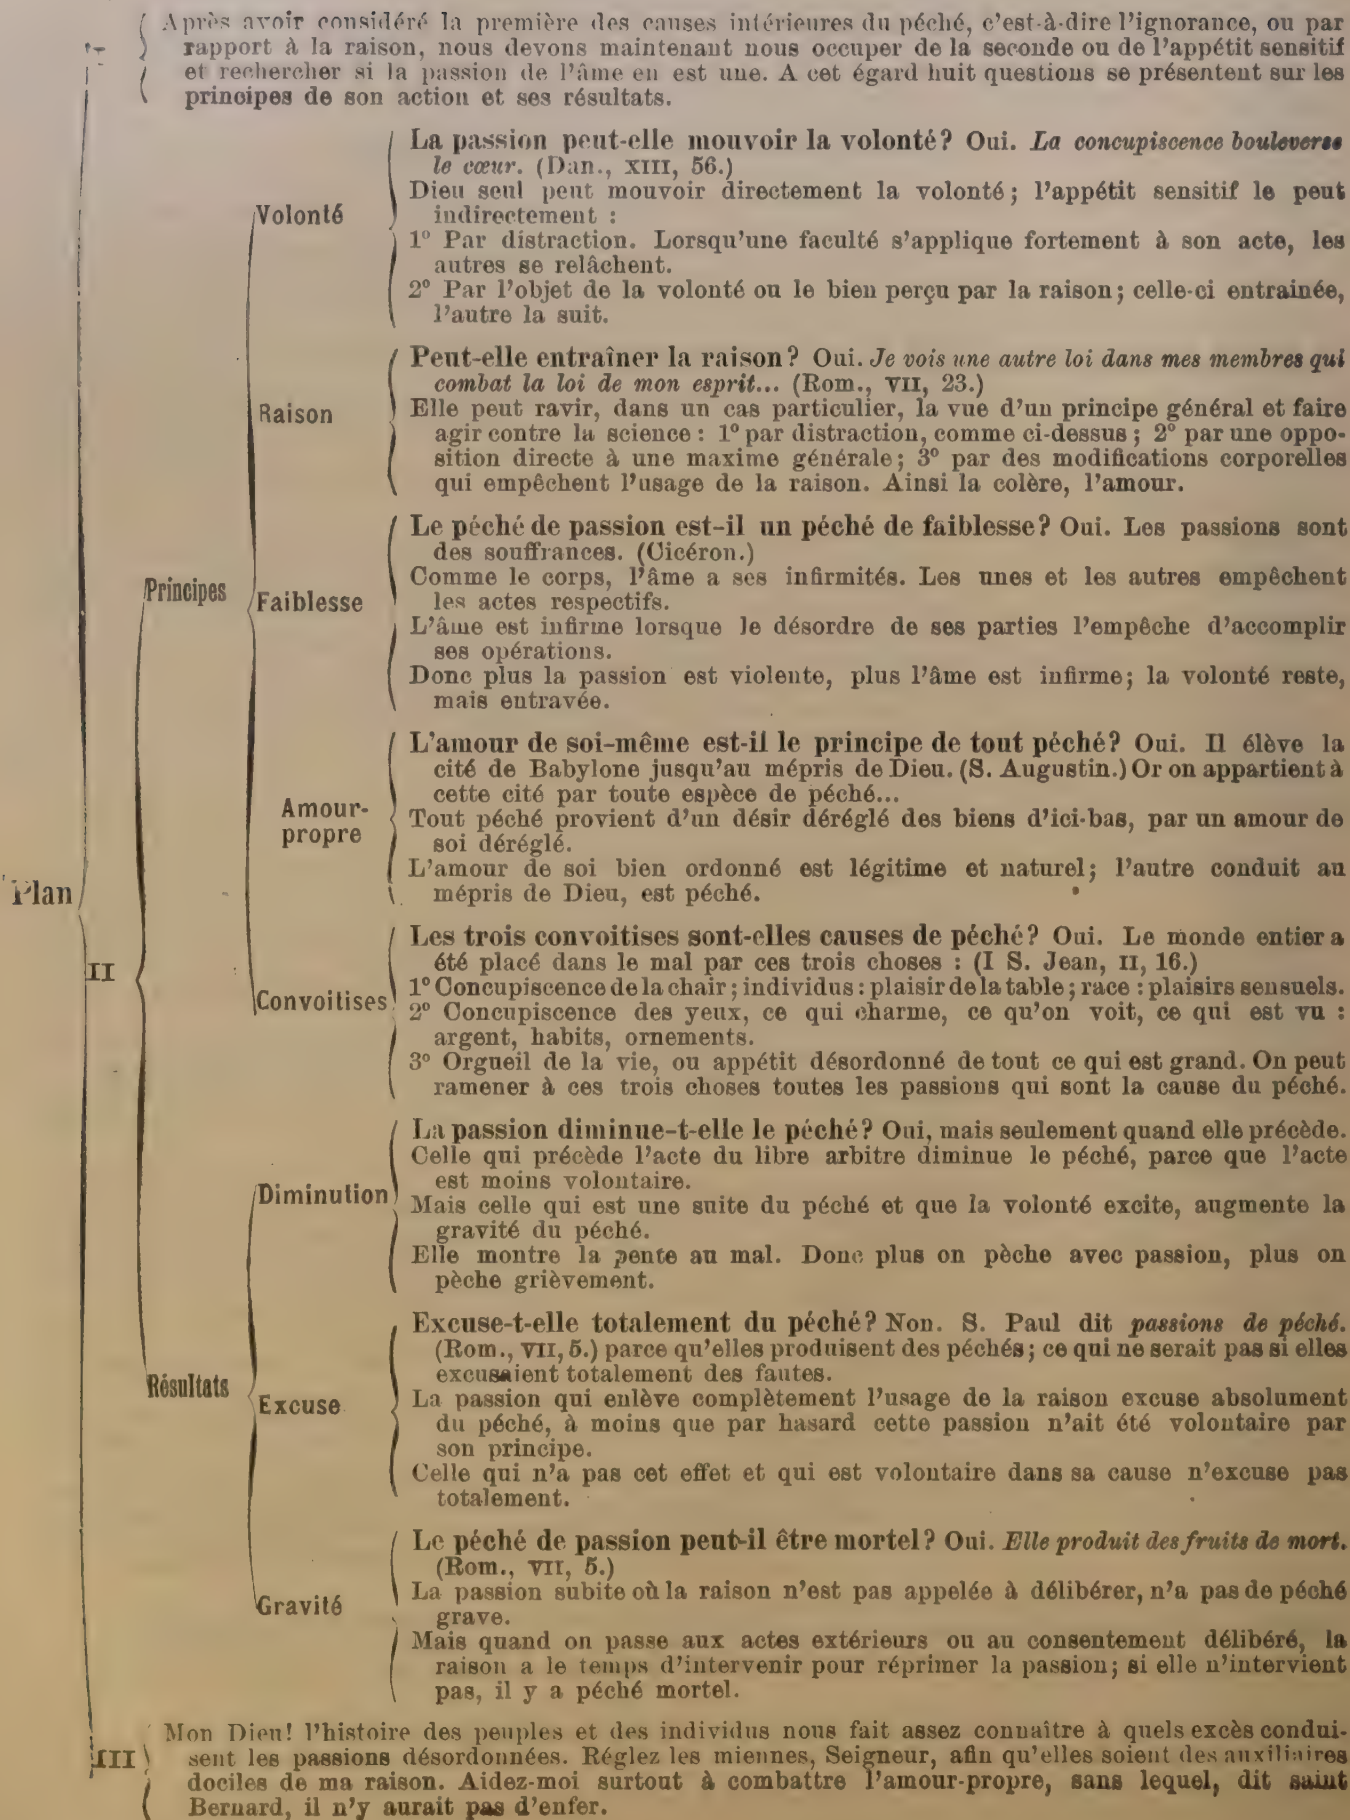 Après avoir considéré la première des causes intérieures du péché, c'est-à-dire l'ignorance, ou par
rapport à la raison, nous devons maintenant nous occuper de la seconde ou de l'appétit sensitif
et rechercher si la passion de l'âme en est une. A cet égard huit questions se présentent sur les
principes de son action et ses résultats.
Plan
II
Principes
Volonté
La passion peut-elle mouvoir la volonté? Oui. La concupiscence bouleverse
le cœur. (Dan., XIII, 56.)
Dieu seul peut mouvoir directement la volonté; l'appétit sensitif le peut
indirectement :
1° Par distraction. Lorsqu'une faculté s'applique fortement à son acte, les
autres se relâchent.
2° Par l'objet de la volonté ou le bien perçu par la raison; celle-ci entrainée,
l'autre la suit.
Raison
Peut-elle entraîner la raison? Oui. Je vois une autre loi dans mes membres qui
combat la loi de mon esprit... (Rom., VII, 23.)
Elle peut ravir, dans un cas particulier, la vue d'un principe général et faire
agir contre la science : 1° par distraction, comme ci-dessus; 2° par une oppo-
sition directe à une maxime générale; 3° par des modifications corporelles
qui empêchent l'usage de la raison. Ainsi la colère, l'amour.
Faiblesse
Le péché de passion est-il un péché de faiblesse? Oui. Les passions sont
des souffrances. (Cicéron.)
Comme le corps, l'âme a ses infirmités. Les unes et les autres empêchent
les actes respectifs.
L'âme est infirme lorsque le désordre de ses parties l'empêche d'accomplir
ses opérations.
Donc plus la passion est violente, plus l'âme est infirme; la volonté reste,
mais entravée.
Amour-
propre
L'amour de soi-même est-il le principe de tout péché? Oui. Il élève la
cité de Babylone jusqu'au mépris de Dieu. (S. Augustin.) Or on appartient à
cette cité par toute espèce de péché...
Tout péché provient d'un désir déréglé des biens d'ici-bas, par un amour de
soi déréglé.
L'amour de soi bien ordonné est légitime et naturel; l'autre conduit au
mépris de Dieu, est péché.
Convoitises
Les trois convoitises sont-elles causes de péché? Oui. Le monde entier a
été placé dans le mal par ces trois choses : (I S. Jean, II, 16.)
1° Concupiscence de la chair; individus : plaisir de la table; race : plaisirs sensuels.
2° Concupiscence des yeux, ce qui charme, ce qu'on voit, ce qui est vu :
argent, habits, ornements.
3° Orgueil de la vie, ou appétit désordonné de tout ce qui est grand. On peut
ramener à ces trois choses toutes les passions qui sont la cause du péché.
Résultats
Diminution
La passion diminue-t-elle le péché? Oui, mais seulement quand elle précède.
Celle qui précède l'acte du libre arbitre diminue le péché, parce que l'acte
est moins volontaire.
Mais celle qui est une suite du péché et que la volonté excite, augmente la
gravité du péché.
Elle montre la pente au mal. Donc plus on pèche avec passion, plus on
pèche grièvement.
Excuse
Excuse-t-elle totalement du péché? Non. S. Paul dit passions de péché.
(Rom., VII, 5.) parce qu'elles produisent des péchés; ce qui ne serait pas si elles
excusaient totalement des fautes.
La passion qui enlève complètement l'usage de la raison excuse absolument
du péché, à moins que par hasard cette passion n'ait été volontaire par
son principe.
Celle qui n'a pas cet effet et qui est volontaire dans sa cause n'excuse pas
totalement.
Gravité
Le péché de passion peut-il être mortel? Oui. Elle produit des fruits de mort.
(Rom., VII, 5.)
La passion subite où la raison n'est pas appelée à délibérer, n'a pas de péché
grave.
Mais quand on passe aux actes extérieurs ou au consentement délibéré, la
raison a le temps d'intervenir pour réprimer la passion; si elle n'intervient
pas, il y a péché mortel.
III
Mon Dieu! l'histoire des peuples et des individus nous fait assez connaître à quels excès condui-
sent les passions désordonnées. Réglez les miennes, Seigneur, afin qu'elles soient des auxiliaires
dociles de ma raison. Aidez-moi surtout à combattre l'amour-propre, sans lequel, dit saint
Bernard, il n'y aurait pas d'enfer.